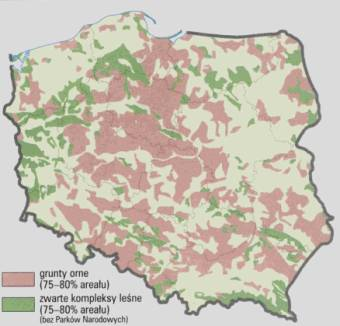 grunty orne
(75–80% areału)
zwarte kompleksy leśne
(75–80% areału)
(bez Parków Narodowych)